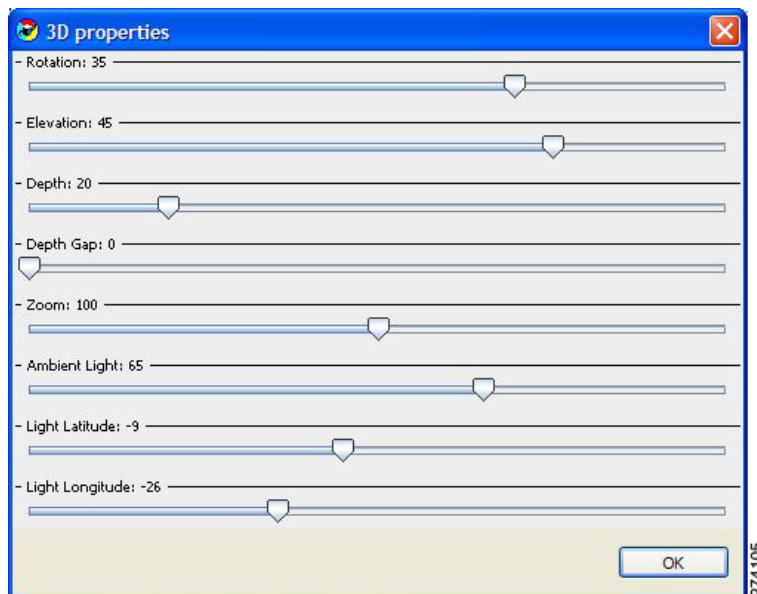 3D properties
Rotation: 35
Elevation: 45
Depth: 20
Depth Gap: 0
Zoom: 100
Ambient Light: 65
Light Latitude: -9
Light Longitude: -26
OK
274105